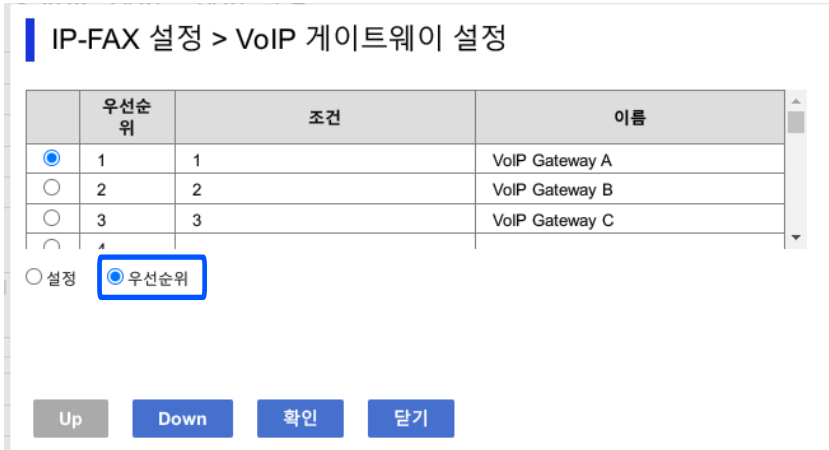 IP-FAX 설정 > VoIP 게이트웨이 설정
우선순
위
조건
이름
1 1 VoIP Gateway A
2 2 VoIP Gateway B
3 3 VoIP Gateway C
4
설정 우선순위
Up Down 확인 닫기